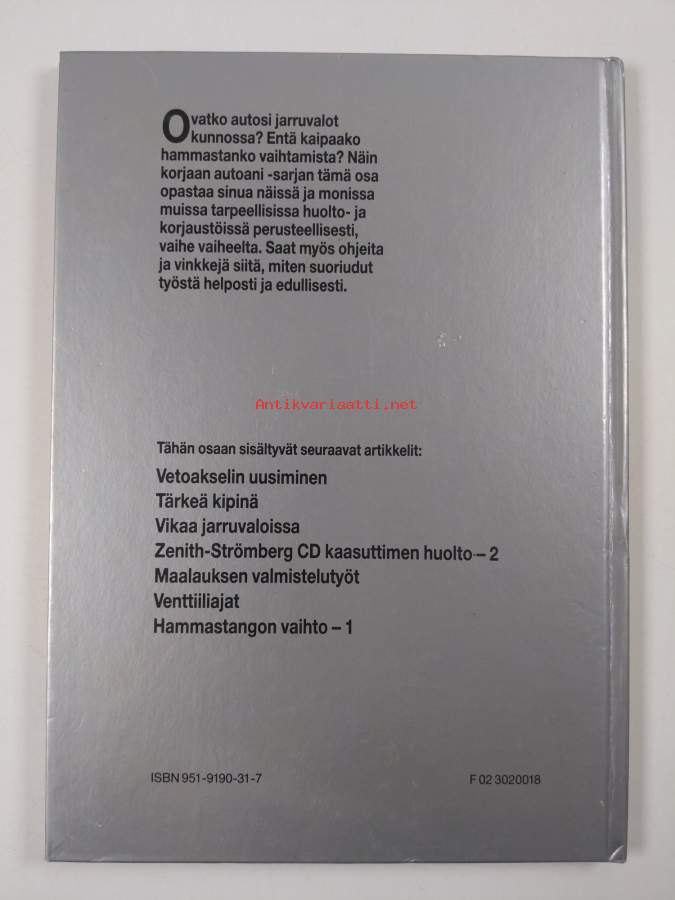 Ovatko autosi jarruvalot
kunnossa? Entä kaipaako
hammastanko vaihtamista? Näin
korjaan autoani -sarjan tämä osa
opastaa sinua näissä ja monissa
muissa tarpeellisissa huolto- ja
korjaustöissä perusteellisesti,
vaihe vaiheelta. Saat myös ohjeita
ja vinkkejä siitä, miten suoriudut
työstä helposti ja edullisesti.
Antikvariaatti.net
Tähän osaan sisältyvät seuraavat artikkelit:
Vetoakselin uusiminen
Tärkeä kipinä
Vikaa jarruvaloissa
Zenith-Strömberg CD kaasuttimen huolto – 2
Maalauksen valmistelutyöt
Venttiiliajat
Hammastangon vaihto – 1
ISBN 951-9190-31-7 F 02 3020018